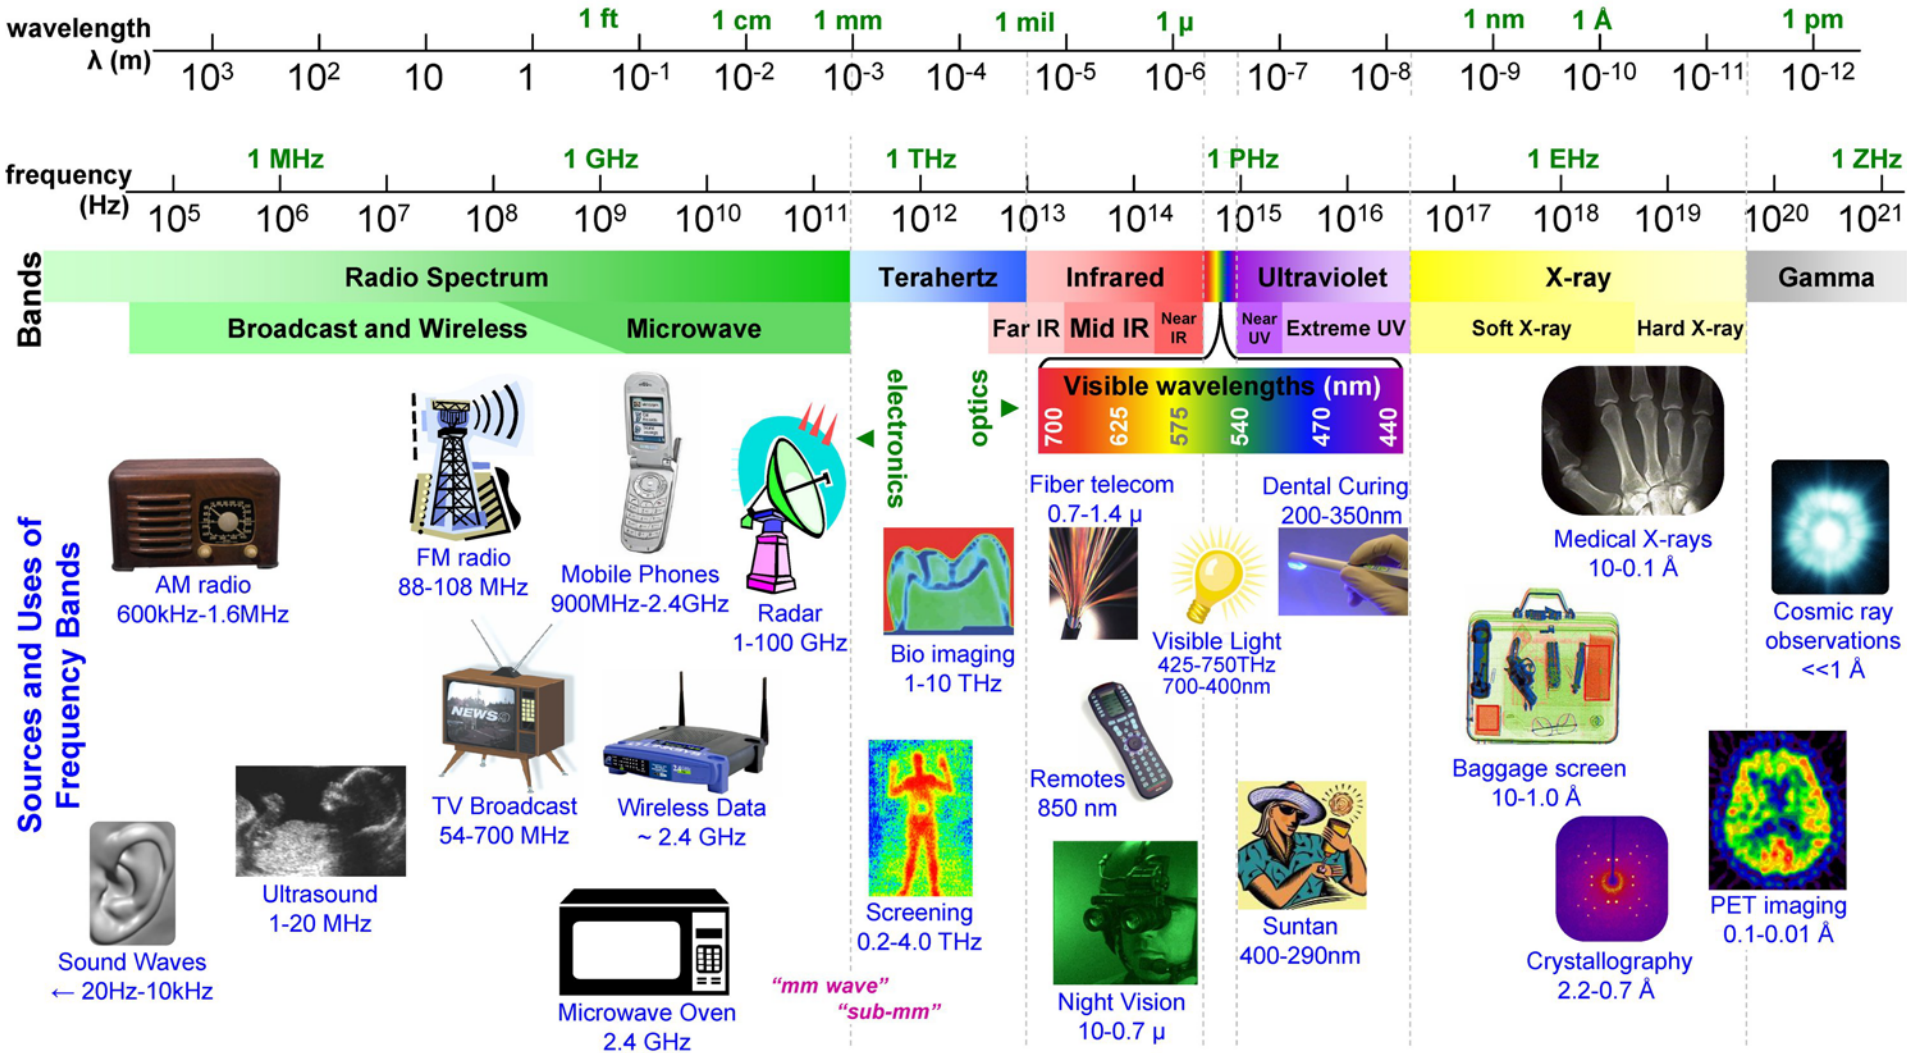 1 ft 1 cm 1 mm 1 mil 1 µ 1 nm 1 Å 1 pm
wavelength
λ (m)
10³ 10² 10 1 10⁻¹ 10⁻² 10⁻³ 10⁻⁴ 10⁻⁵ 10⁻⁶ 10⁻⁷ 10⁻⁸ 10⁻⁹ 10⁻¹⁰ 10⁻¹¹ 10⁻¹²
1 MHz 1 GHz 1 THz 1 PHz 1 EHz 1 ZHz
frequency
(Hz)
10⁵ 10⁶ 10⁷ 10⁸ 10⁹ 10¹⁰ 10¹¹ 10¹² 10¹³ 10¹⁴ 10¹⁵ 10¹⁶ 10¹⁷ 10¹⁸ 10¹⁹ 10²⁰ 10²¹
Bands
Radio Spectrum Terahertz Infrared Ultraviolet X-ray Gamma
Broadcast and Wireless Microwave Far IR Mid IR Near IR Near UV Extreme UV Soft X-ray Hard X-ray
electronics
optics
Visible wavelengths (nm)
700 625 575 540 470 440
Sources and Uses of
Frequency Bands
AM radio
600kHz-1.6MHz
FM radio
88-108 MHz
Mobile Phones
900MHz-2.4GHz
Radar
1-100 GHz
Bio imaging
1-10 THz
Fiber telecom
0.7-1.4 µ
Visible Light
425-750THz
700-400nm
Dental Curing
200-350nm
Medical X-rays
10-0.1 Å
Cosmic ray
observations
<<1 Å
Sound Waves
← 20Hz-10kHz
Ultrasound
1-20 MHz
NEWS
TV Broadcast
54-700 MHz
Wireless Data
~ 2.4 GHz
Microwave Oven
2.4 GHz
"mm wave"
"sub-mm"
Screening
0.2-4.0 THz
Remotes
850 nm
Night Vision
10-0.7 µ
Suntan
400-290nm
Baggage screen
10-1.0 Å
Crystallography
2.2-0.7 Å
PET imaging
0.1-0.01 Å